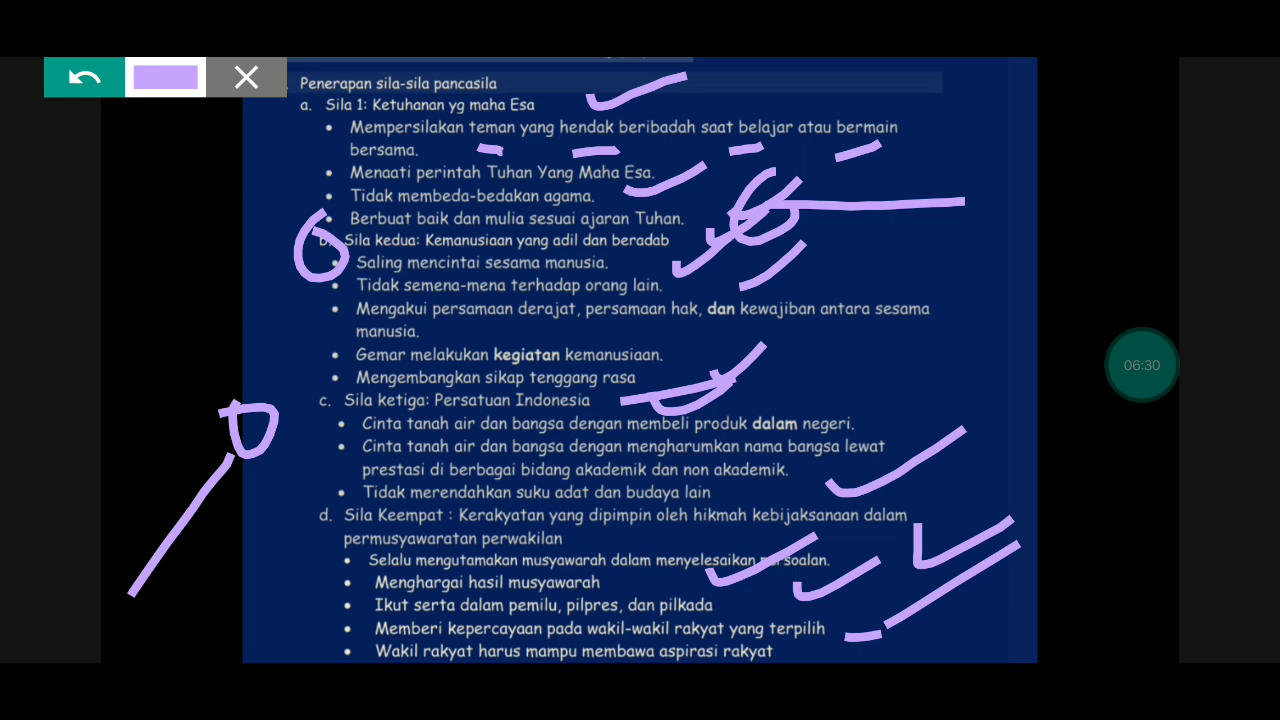 Penerapan sila-sila pancasila
a. Sila 1: Ketuhanan yg maha Esa
• Mempersilakan teman yang hendak beribadah saat belajar atau bermain
bersama.
• Menaati perintah Tuhan Yang Maha Esa.
• Tidak membeda-bedakan agama.
• Berbuat baik dan mulia sesuai ajaran Tuhan.
b. Sila kedua: Kemanusiaan yang adil dan beradab
• Saling mencintai sesama manusia.
• Tidak semena-mena terhadap orang lain.
• Mengakui persamaan derajat, persamaan hak, dan kewajiban antara sesama
manusia.
• Gemar melakukan kegiatan kemanusiaan.
• Mengembangkan sikap tenggang rasa
c. Sila ketiga: Persatuan Indonesia
• Cinta tanah air dan bangsa dengan membeli produk dalam negeri.
• Cinta tanah air dan bangsa dengan mengharumkan nama bangsa lewat
prestasi di berbagai bidang akademik dan non akademik.
• Tidak merendahkan suku adat dan budaya lain
d. Sila Keempat : Kerakyatan yang dipimpin oleh hikmah kebijaksanaan dalam
permusyawaratan perwakilan
• Selalu mengutamakan musyawarah dalam menyelesaikan persoalan.
• Menghargai hasil musyawarah
• Ikut serta dalam pemilu, pilpres, dan pilkada
• Memberi kepercayaan pada wakil-wakil rakyat yang terpilih
• Wakil rakyat harus mampu membawa aspirasi rakyat
06:30